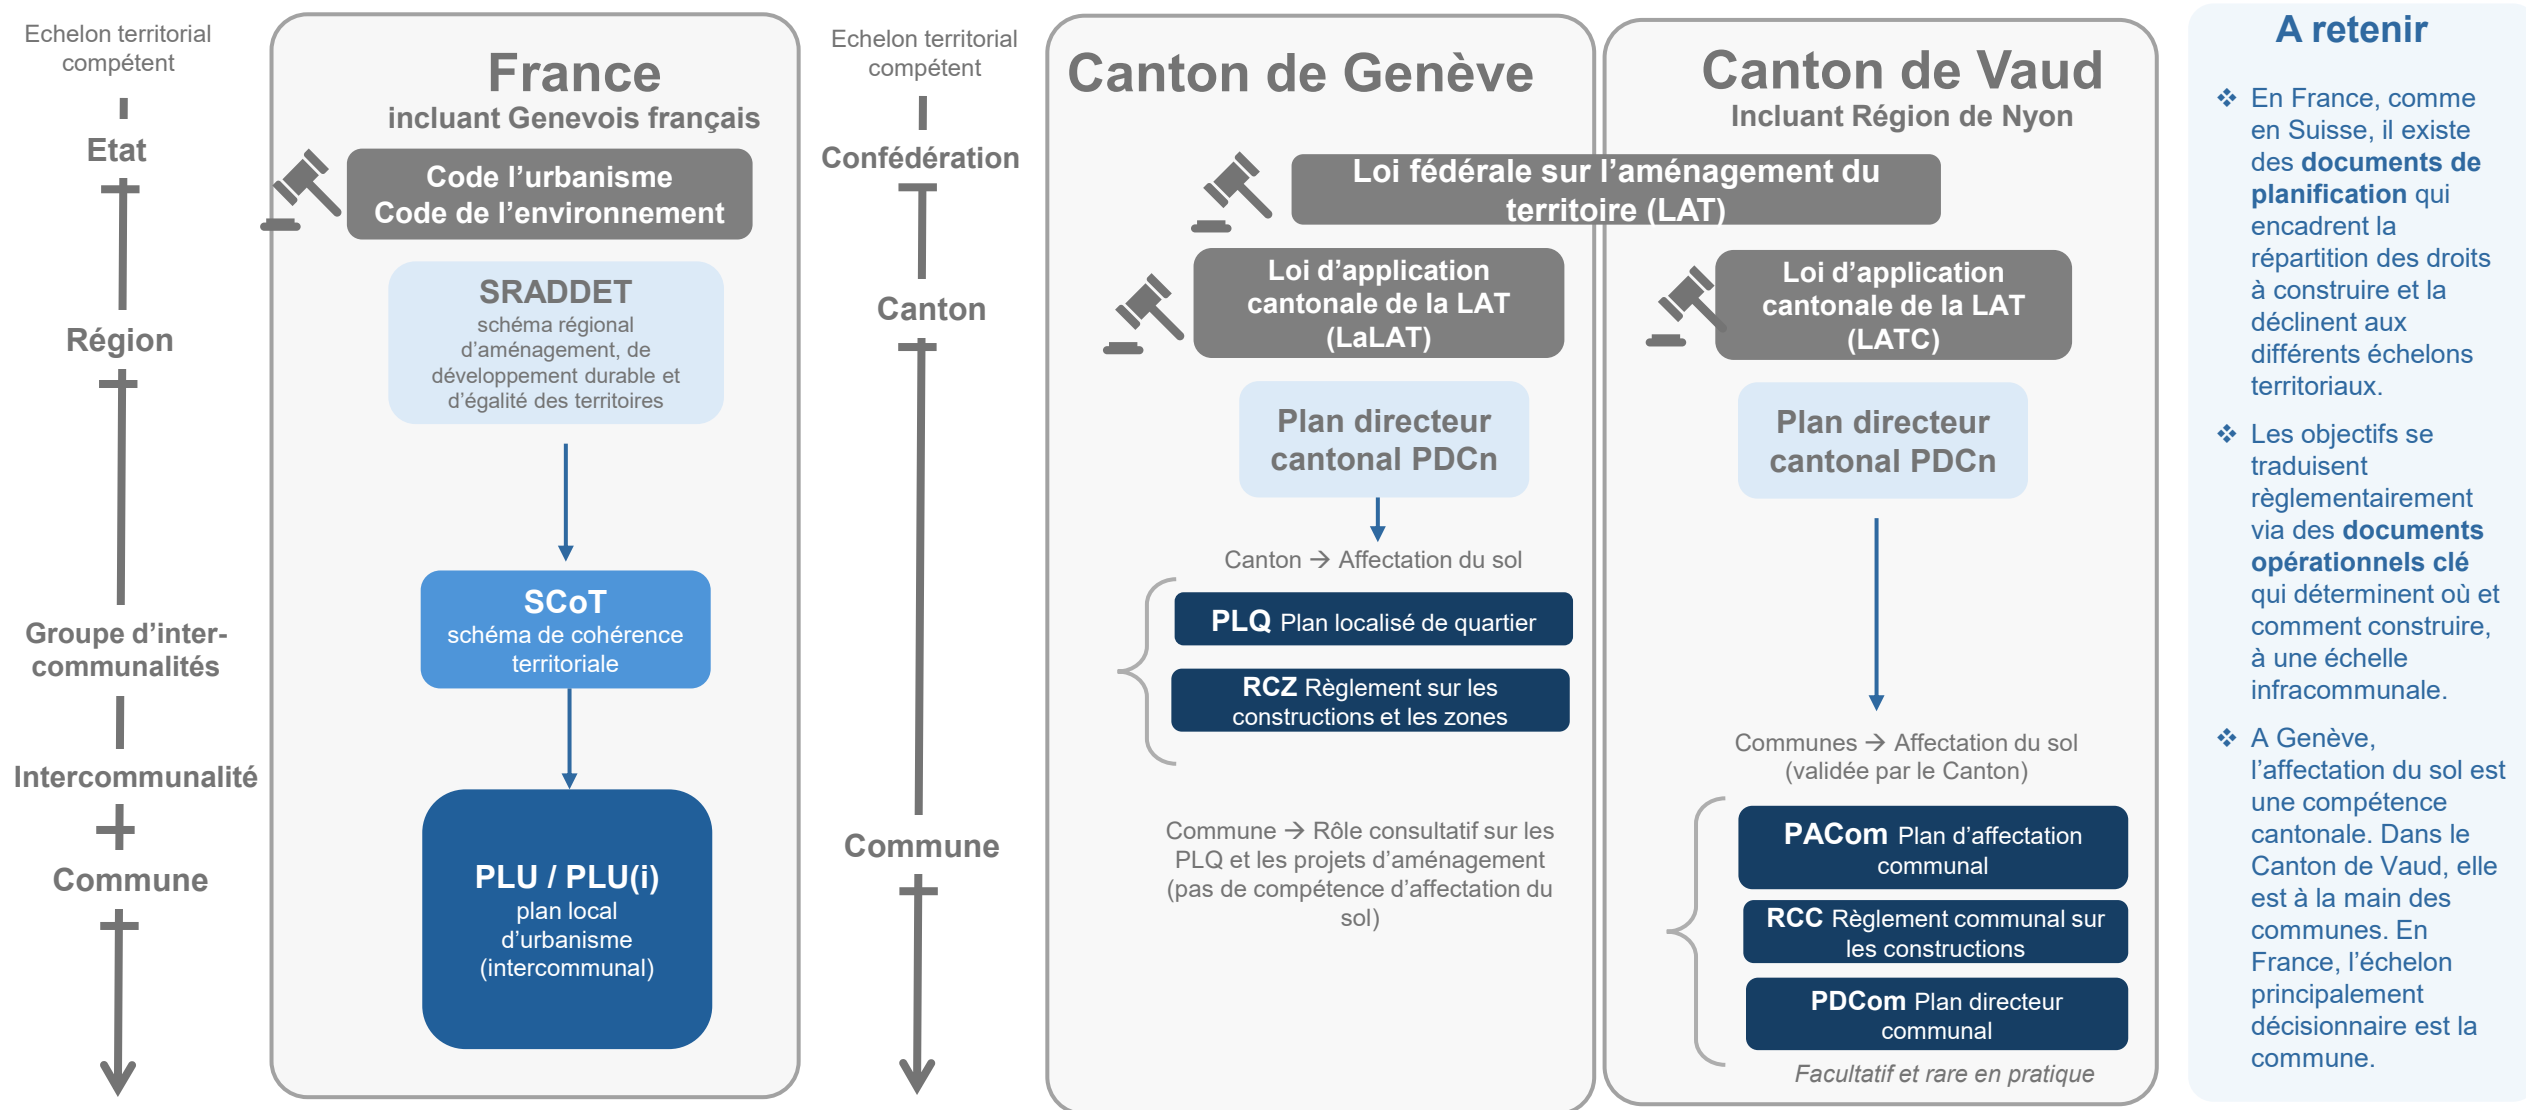 Echelon territorial
compétent
Etat
Région
Groupe d’inter-
communalités
Intercommunalité
Commune
France
incluant Genevois français
Code l’urbanisme
Code de l’environnement
SRADDET
schéma régional
d’aménagement, de
développement durable et
d’égalité des territoires
SCoT
schéma de cohérence
territoriale
PLU / PLU(i)
plan local
d’urbanisme
(intercommunal)
Echelon territorial
compétent
Confédération
Canton
Commune
Canton de Genève
Canton de Vaud
Incluant Région de Nyon
Loi fédérale sur l’aménagement du
territoire (LAT)
Loi d’application
cantonale de la LAT
(LaLAT)
Plan directeur
cantonal PDCn
Canton → Affectation du sol
PLQ Plan localisé de quartier
RCZ Règlement sur les
constructions et les zones
Commune → Rôle consultatif sur les
PLQ et les projets d’aménagement
(pas de compétence d’affectation du
sol)
Loi d’application
cantonale de la LAT
(LATC)
Plan directeur
cantonal PDCn
Communes → Affectation du sol
(validée par le Canton)
PACom Plan d’affectation
communal
RCC Règlement communal sur
les constructions
PDCom Plan directeur
communal
Facultatif et rare en pratique
A retenir
❖ En France, comme
en Suisse, il existe
des documents de
planification qui
encadrent la
répartition des droits
à construire et la
déclinent aux
différents échelons
territoriaux.
❖ Les objectifs se
traduisent
règlementairement
via des documents
opérationnels clé
qui déterminent où et
comment construire,
à une échelle
infracommunale.
❖ A Genève,
l’affectation du sol est
une compétence
cantonale. Dans le
Canton de Vaud, elle
est à la main des
communes. En
France, l’échelon
principalement
décisionnaire est la
commune.